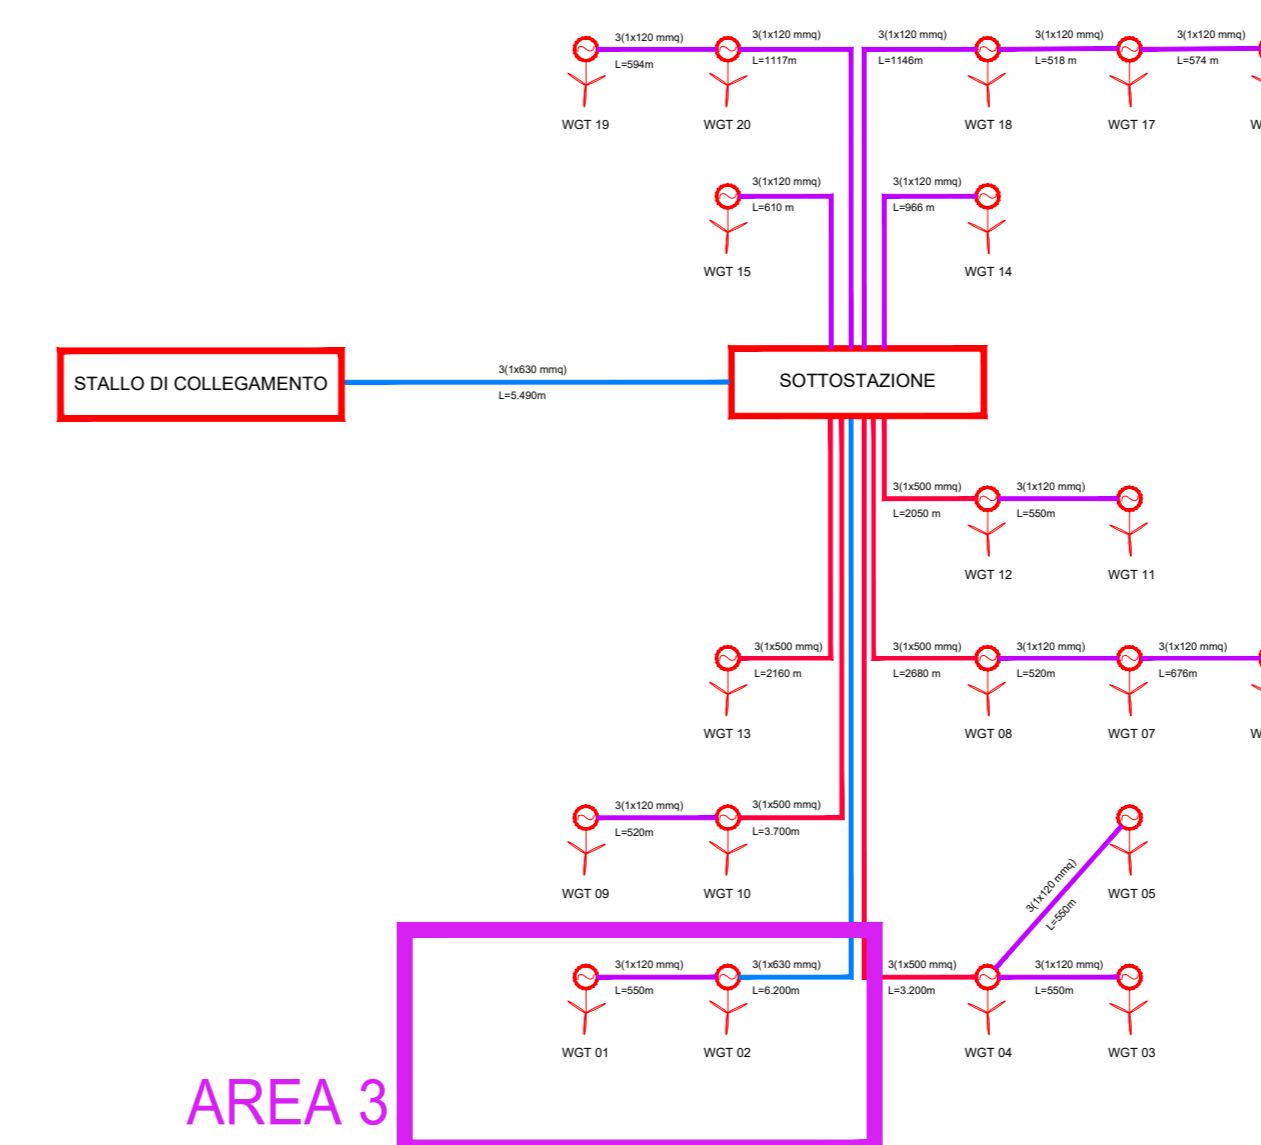 3(1x120 mmq) 3(1x120 mmq) 3(1x120 mmq) 3(1x120 mmq) 3(1x120 mmq)
L=594m L=1117m L=1146m L=518 m L=574 m
WGT 19 WGT 20 WGT 18 WGT 17 W
3(1x120 mmq) 3(1x120 mmq)
L=610 m L=966 m
WGT 15 WGT 14
STALLO DI COLLEGAMENTO 3(1x630 mmq) SOTTOSTAZIONE
L=5.490m
3(1x500 mmq) 3(1x120 mmq)
L=2050 m L=550m
WGT 12 WGT 11
3(1x500 mmq) 3(1x500 mmq) 3(1x120 mmq) 3(1x120 mmq)
L=2160 m L=2680 m L=520m L=676m
WGT 13 WGT 08 WGT 07 W
3(1x120 mmq) 3(1x500 mmq)
L=520m L=3.700m
3(1x120 mmq)
L=550m
WGT 09 WGT 10 WGT 05
3(1x120 mmq) 3(1x630 mmq) 3(1x500 mmq) 3(1x120 mmq)
L=550m L=6.200m L=3.200m L=550m
WGT 01 WGT 02 WGT 04 WGT 03
AREA 3